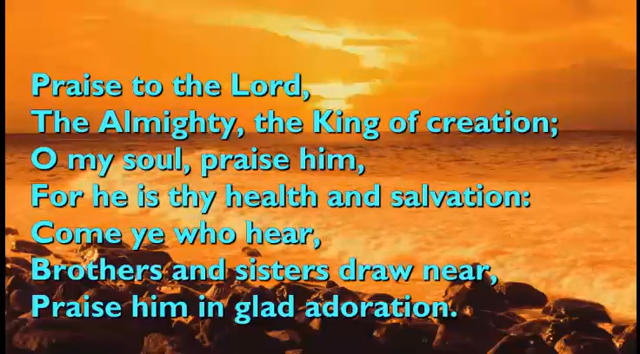 Praise to the Lord,
The Almighty, the King of creation;
O my soul, praise him,
For he is thy health and salvation:
Come ye who hear,
Brothers and sisters draw near,
Praise him in glad adoration.